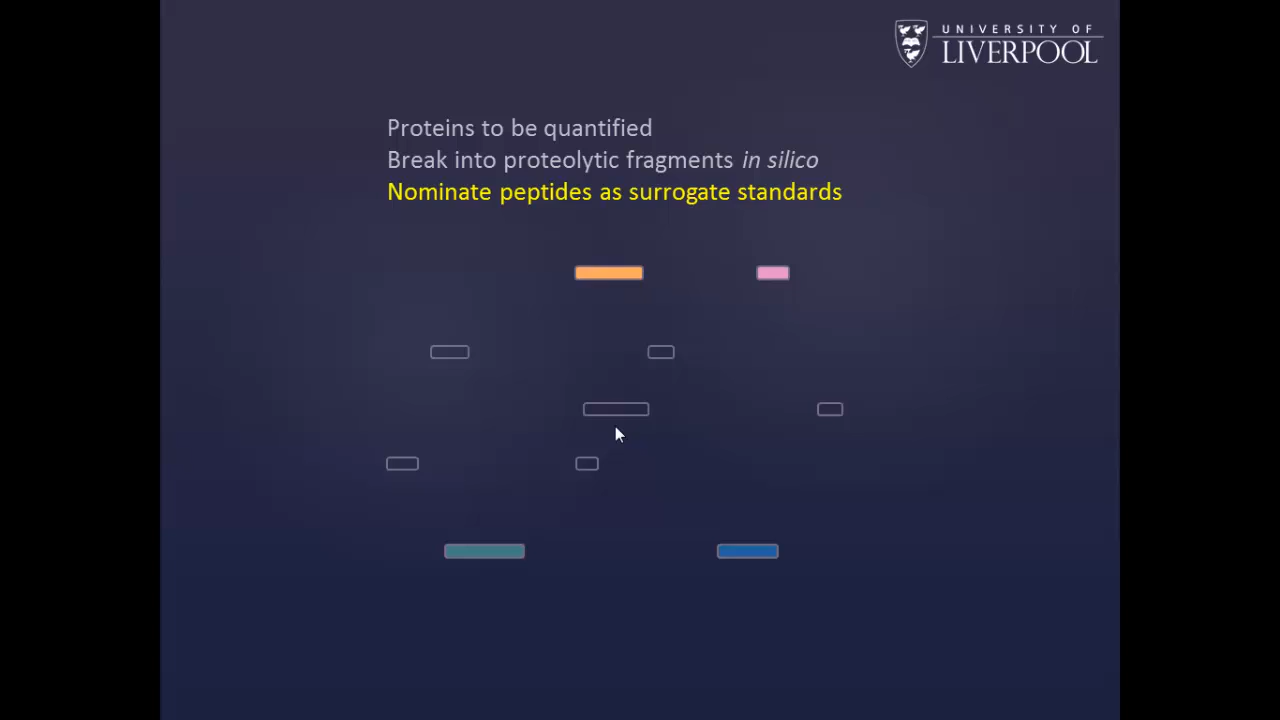 UNIVERSITY OF
LIVERPOOL
Proteins to be quantified
Break into proteolytic fragments in silico
Nominate peptides as surrogate standards